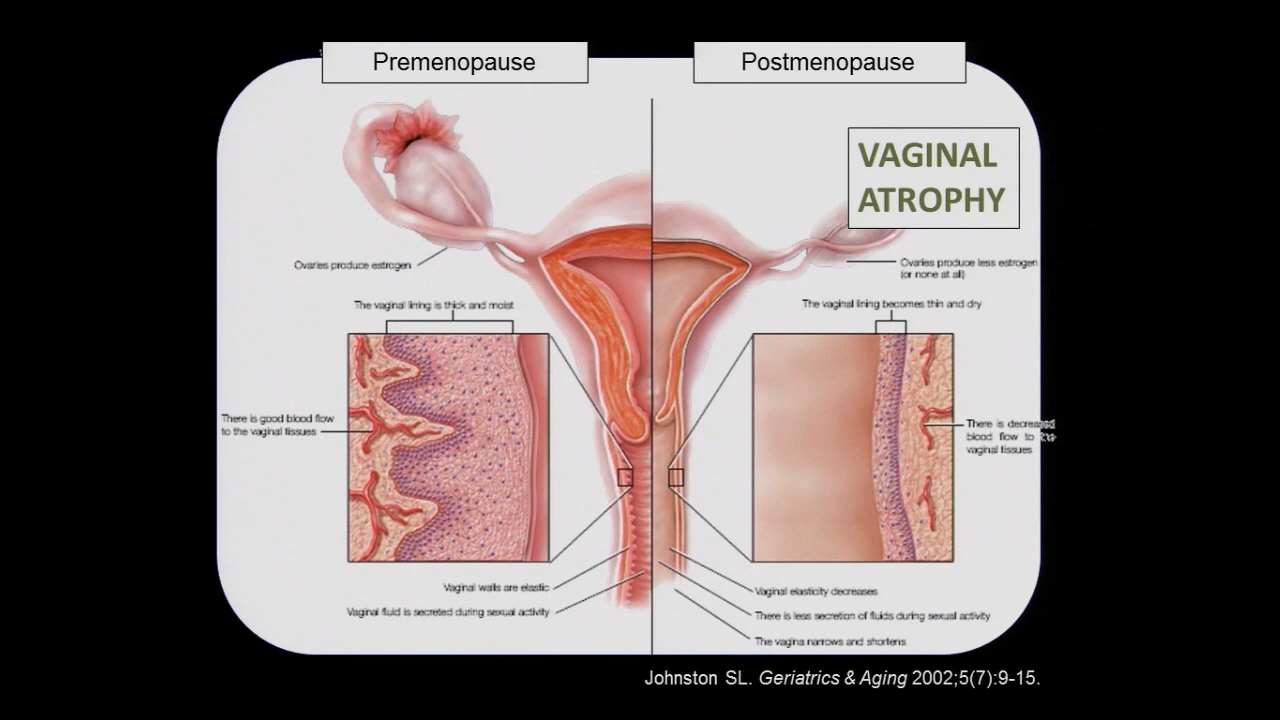 Premenopause
Postmenopause
VAGINAL
ATROPHY
Ovaries produce estrogen
Ovaries produce less estrogen
(or none at all)
The vaginal lining is thick and moist
The vaginal lining becomes thin and dry
There is good blood flow
to the vaginal tissues
There is decreased
blood flow to the
vaginal tissues
Vaginal walls are elastic
Vaginal fluid is secreted during sexual activity
Vaginal elasticity decreases
There is less secretion of fluids during sexual activity
The vagina narrows and shortens
Johnston SL. Geriatrics & Aging 2002;5(7):9-15.